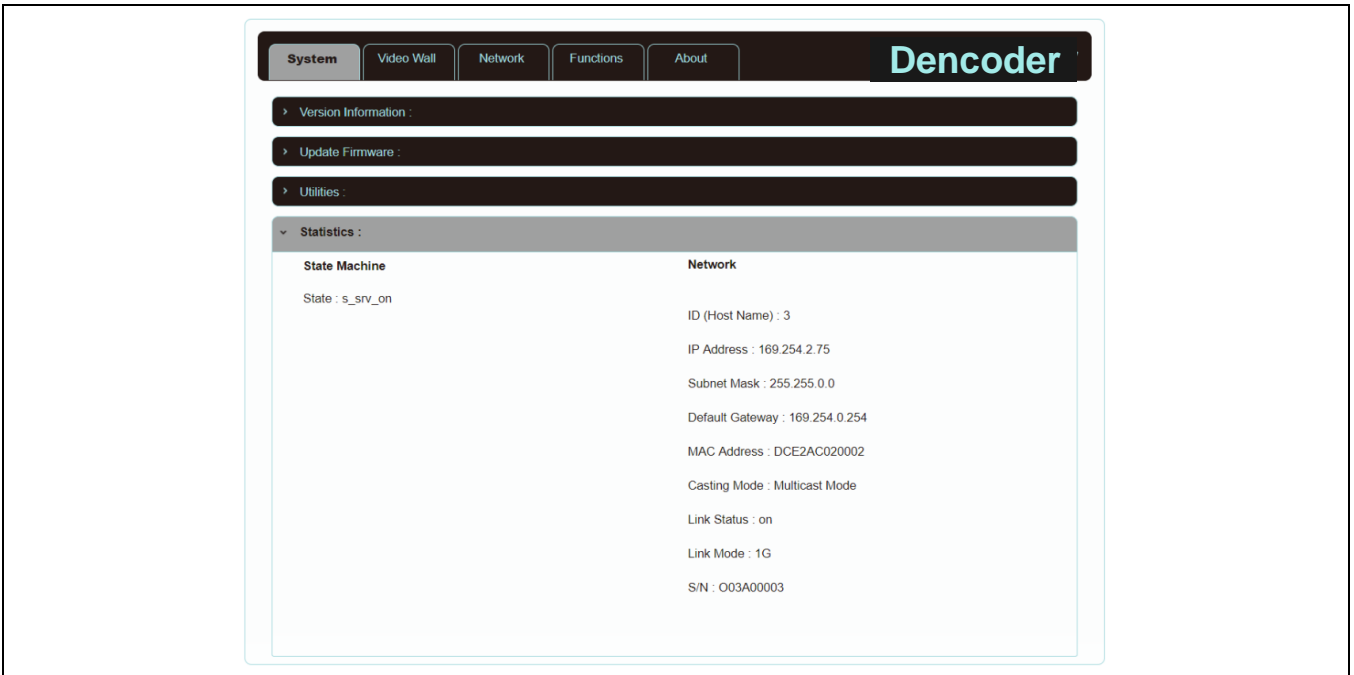 System Video Wall Network Functions About Dencoder
Version Information :
Update Firmware :
Utilities :
Statistics :
State Machine
State : s_srv_on
Network
ID (Host Name) : 3
IP Address : 169.254.2.75
Subnet Mask : 255.255.0.0
Default Gateway : 169.254.0.254
MAC Address : DCE2AC020002
Casting Mode : Multicast Mode
Link Status : on
Link Mode : 1G
S/N : O03A00003